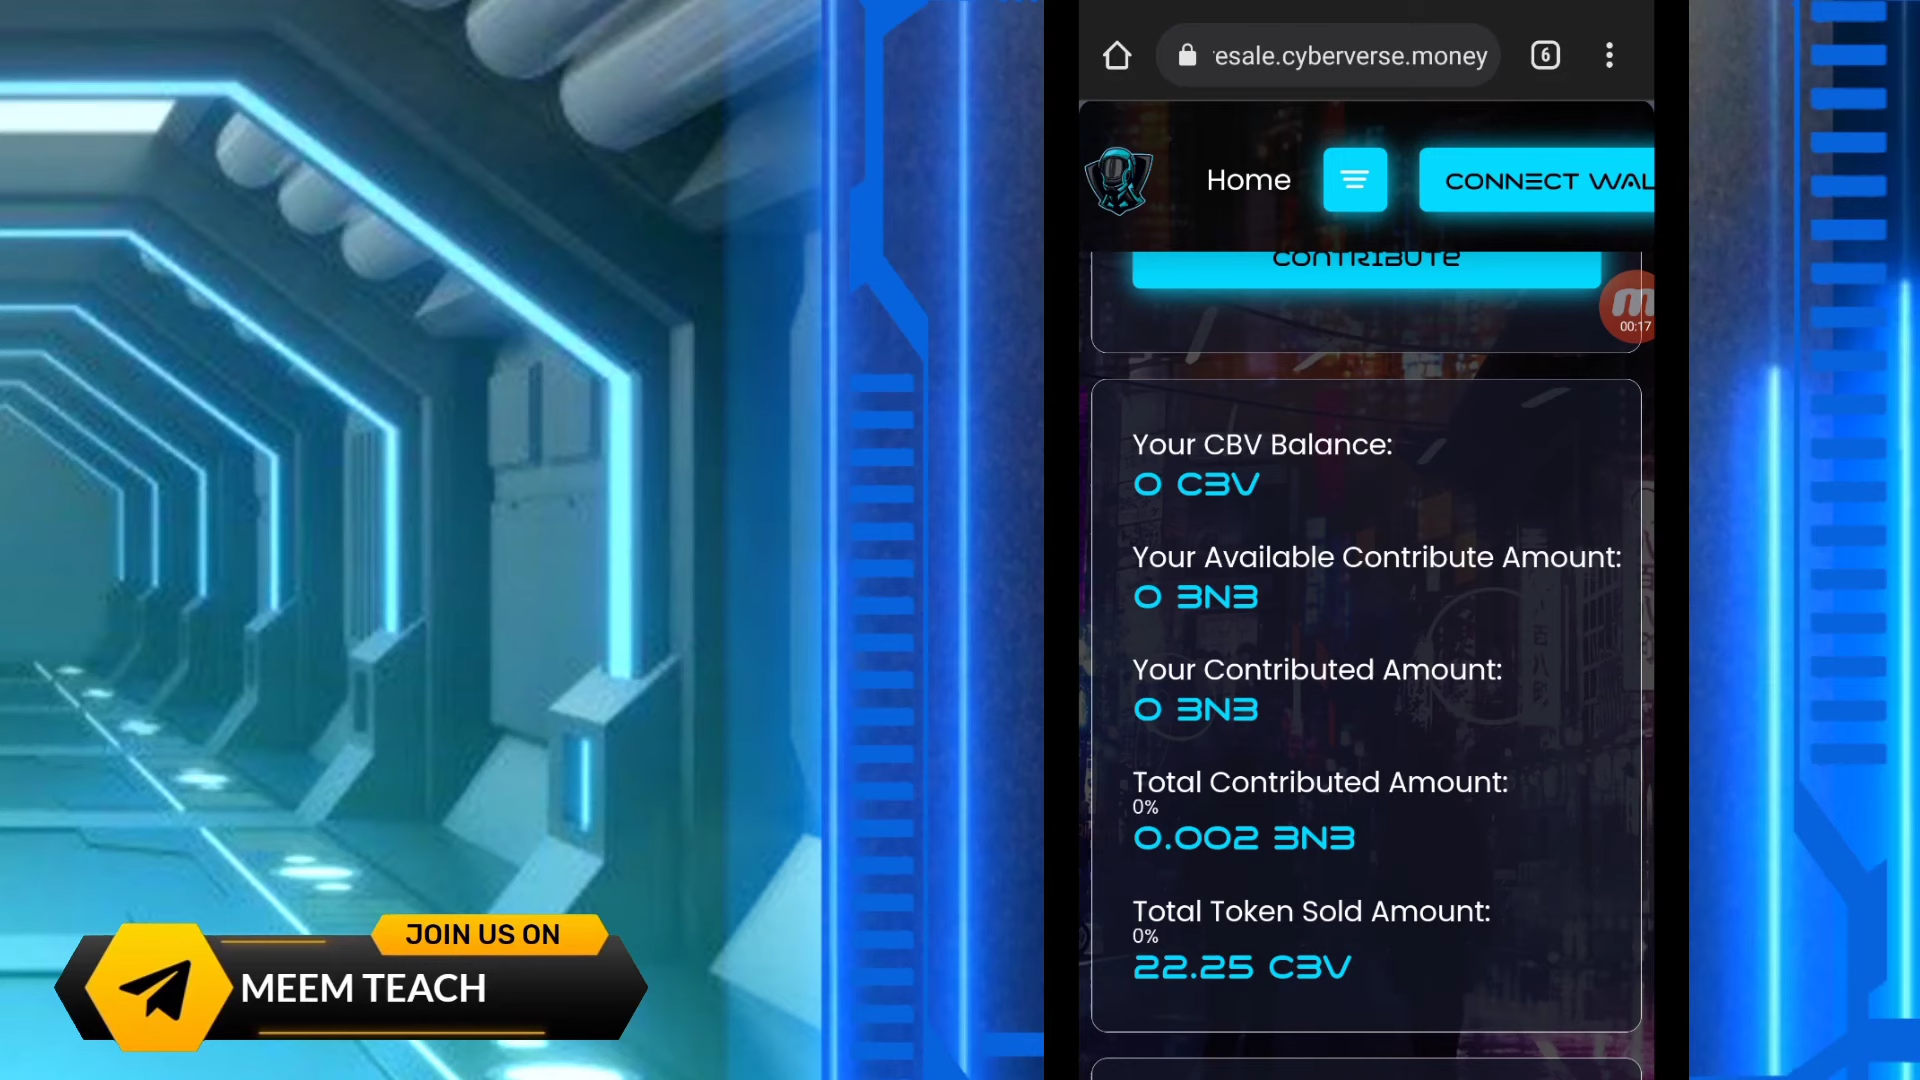 esale.cyberverse.money
6
Home
CONNECT WAL
CONTRIBUTE
00:17
Your CBV Balance:
0 CBV
Your Available Contribute Amount:
0 BNB
Your Contributed Amount:
0 BNB
Total Contributed Amount:
0%
0.002 BNB
Total Token Sold Amount:
0%
22.25 CBV
JOIN US ON
MEEM TEACH